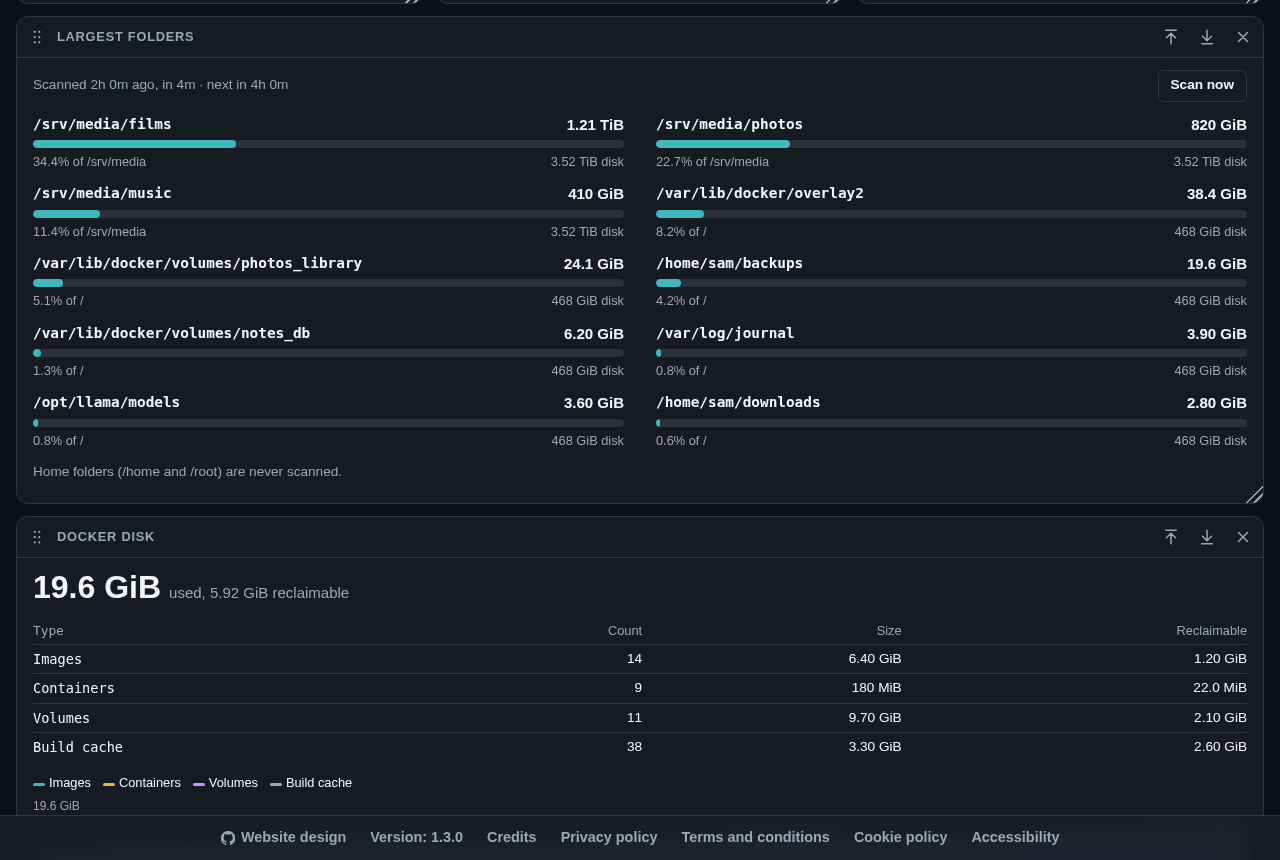 LARGEST FOLDERS
Scanned 2h 0m ago, in 4m · next in 4h 0m
Scan now
/srv/media/films 1.21 TiB
34.4% of /srv/media 3.52 TiB disk
/srv/media/photos 820 GiB
22.7% of /srv/media 3.52 TiB disk
/srv/media/music 410 GiB
11.4% of /srv/media 3.52 TiB disk
/var/lib/docker/overlay2 38.4 GiB
8.2% of / 468 GiB disk
/var/lib/docker/volumes/photos_library 24.1 GiB
5.1% of / 468 GiB disk
/home/sam/backups 19.6 GiB
4.2% of / 468 GiB disk
/var/lib/docker/volumes/notes_db 6.20 GiB
1.3% of / 468 GiB disk
/var/log/journal 3.90 GiB
0.8% of / 468 GiB disk
/opt/llama/models 3.60 GiB
0.8% of / 468 GiB disk
/home/sam/downloads 2.80 GiB
0.6% of / 468 GiB disk
Home folders (/home and /root) are never scanned.
DOCKER DISK
19.6 GiB used, 5.92 GiB reclaimable
Type Count Size Reclaimable
Images 14 6.40 GiB 1.20 GiB
Containers 9 180 MiB 22.0 MiB
Volumes 11 9.70 GiB 2.10 GiB
Build cache 38 3.30 GiB 2.60 GiB
Images Containers Volumes Build cache
19.6 GiB
Website design Version: 1.3.0 Credits Privacy policy Terms and conditions Cookie policy Accessibility